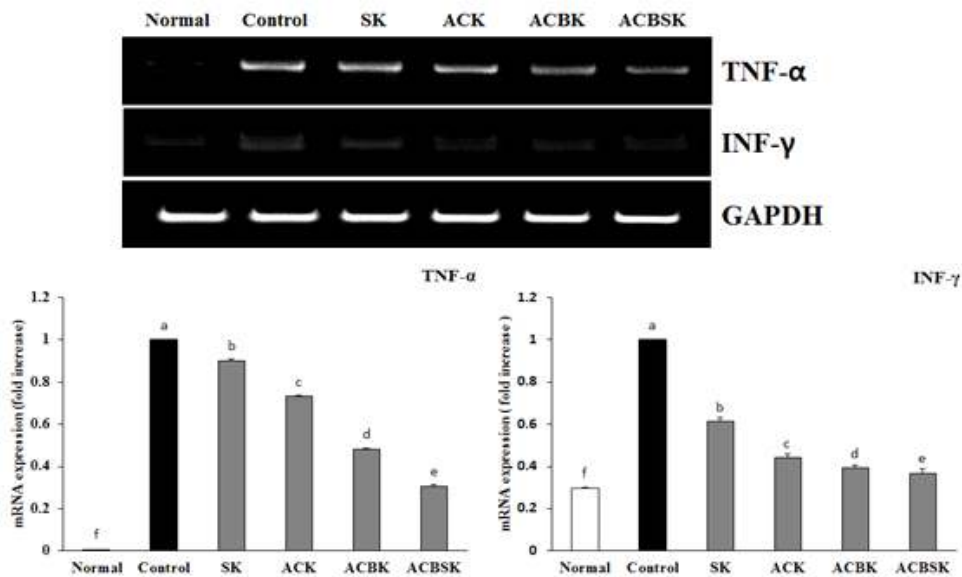 Normal Control SK ACK ACBK ACBSK
TNF-α
INF-γ
GAPDH
TNF-α
mRNA expression (fold increase)
1.2
1
0.8
0.6
0.4
0.2
0
f a b c d e
Normal Control SK ACK ACBK ACBSK
INF-γ
mRNA expression ( fold increase )
1.2
1
0.8
0.6
0.4
0.2
0
f a b c d e
Normal Control SK ACK ACBK ACBSK